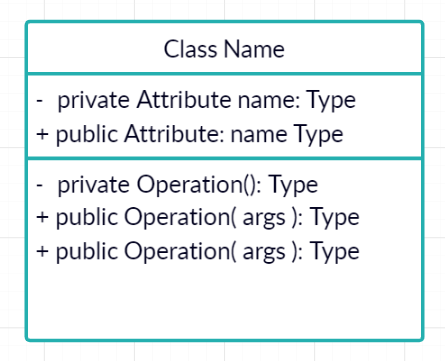 Class Name
- private Attribute name: Type
+ public Attribute: name Type
- private Operation(): Type
+ public Operation( args ): Type
+ public Operation( args ): Type